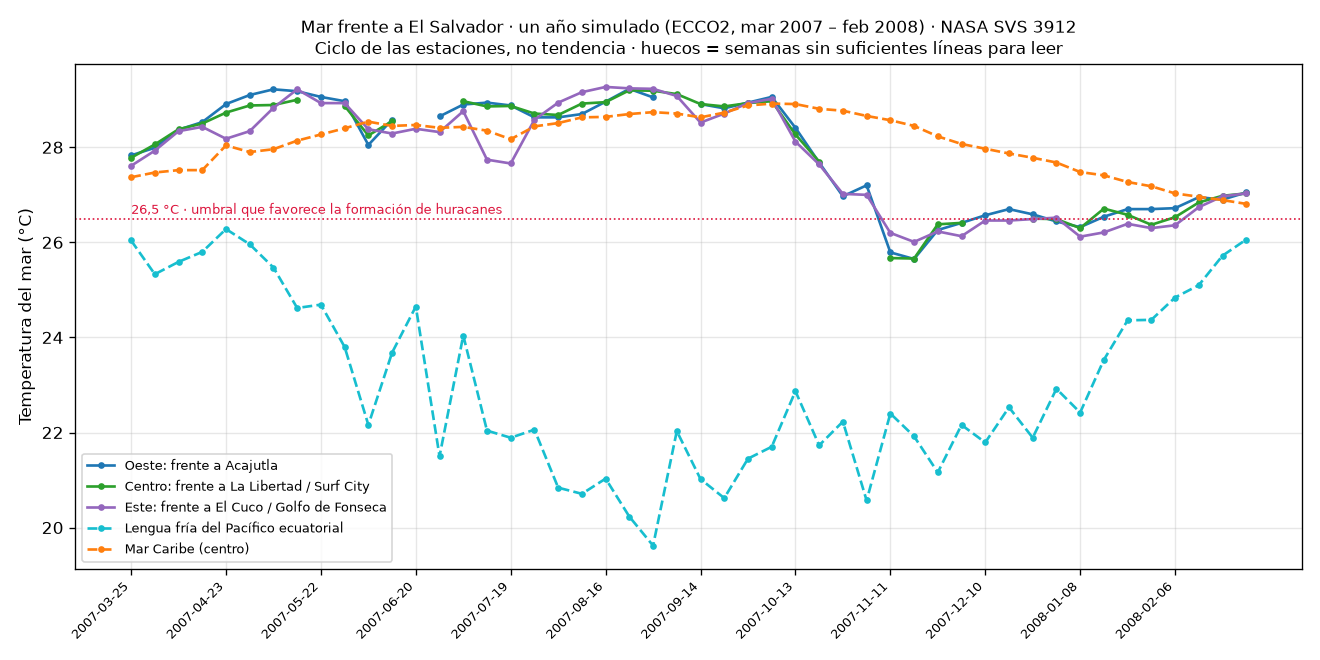 Mar frente a El Salvador · un año simulado (ECCO2, mar 2007 – feb 2008) · NASA SVS 3912
Ciclo de las estaciones, no tendencia · huecos = semanas sin suficientes líneas para leer
Temperatura del mar (°C)
28
26
24
22
20
26,5 °C · umbral que favorece la formación de huracanes
Oeste: frente a Acajutla
Centro: frente a La Libertad / Surf City
Este: frente a El Cuco / Golfo de Fonseca
Lengua fría del Pacífico ecuatorial
Mar Caribe (centro)
2007-03-25
2007-04-23
2007-05-22
2007-06-20
2007-07-19
2007-08-16
2007-09-14
2007-10-13
2007-11-11
2007-12-10
2008-01-08
2008-02-06